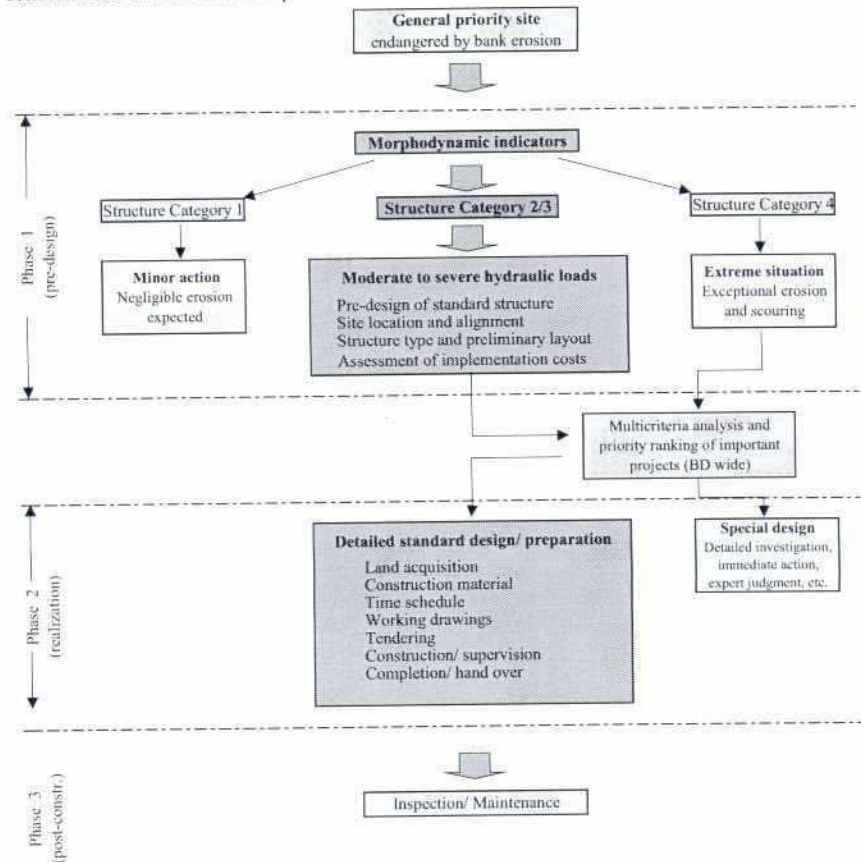 General priority site
endangered by bank erosion
Phase 1
(pre-design)
Morphodynamic indicators
Structure Category 1
Structure Category 2/3
Structure Category 4
Minor action
Negligible erosion
expected
Moderate to severe hydraulic loads
Pre-design of standard structure
Site location and alignment
Structure type and preliminary layout
Assessment of implementation costs
Extreme situation
Exceptional erosion
and scouring
Multicriteria analysis and
priority ranking of important
projects (BD wide)
Phase 2
(realization)
Detailed standard design/ preparation
Land acquisition
Construction material
Time schedule
Working drawings
Tendering
Construction/ supervision
Completion/ hand over
Special design
Detailed investigation,
immediate action,
expert judgment, etc.
Phase 3
(post-constr.)
Inspection/ Maintenance